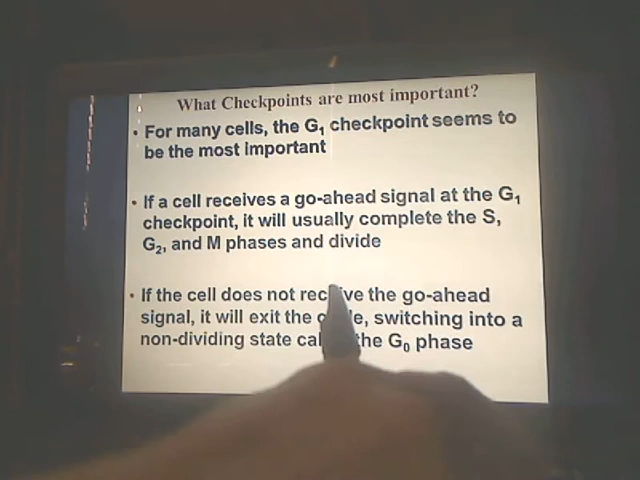 What Checkpoints are most important?
• For many cells, the G₁ checkpoint seems to
be the most important
• If a cell receives a go-ahead signal at the G₁
checkpoint, it will usually complete the S,
G₂, and M phases and divide
• If the cell does not receive the go-ahead
signal, it will exit the cycle, switching into a
non-dividing state called the G₀ phase